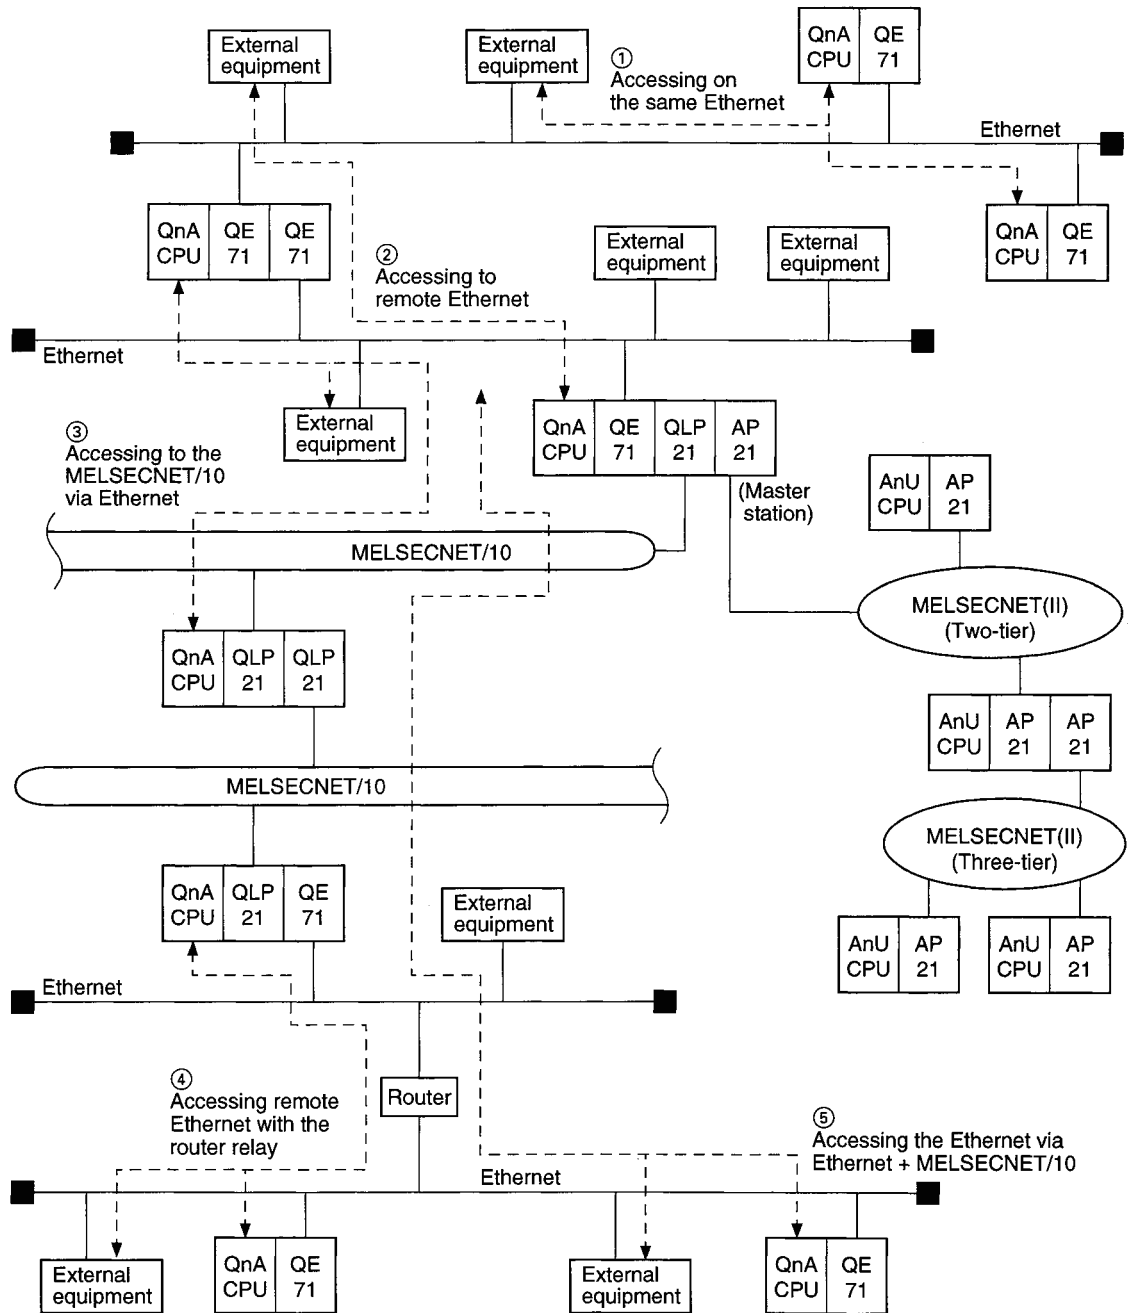 External
equipment
External
equipment
①
Accessing on
the same Ethernet
QnA
CPU
QE
71
Ethernet
QnA
CPU
QE
71
QE
71
②
Accessing to
remote Ethernet
External
equipment
External
equipment
QnA
CPU
QE
71
Ethernet
External
equipment
QnA
CPU
QE
71
QLP
21
AP
21
(Master
station)
③
Accessing to the
MELSECNET/10
via Ethernet
AnU
CPU
AP
21
MELSECNET/10
MELSECNET(II)
(Two-tier)
QnA
CPU
QLP
21
QLP
21
AnU
CPU
AP
21
AP
21
MELSECNET/10
MELSECNET(II)
(Three-tier)
QnA
CPU
QLP
21
QE
71
External
equipment
AnU
CPU
AP
21
AnU
CPU
AP
21
Ethernet
④
Accessing remote
Ethernet with the
router relay
Router
⑤
Accessing the Ethernet via
Ethernet + MELSECNET/10
Ethernet
External
equipment
QnA
CPU
QE
71
External
equipment
QnA
CPU
QE
71